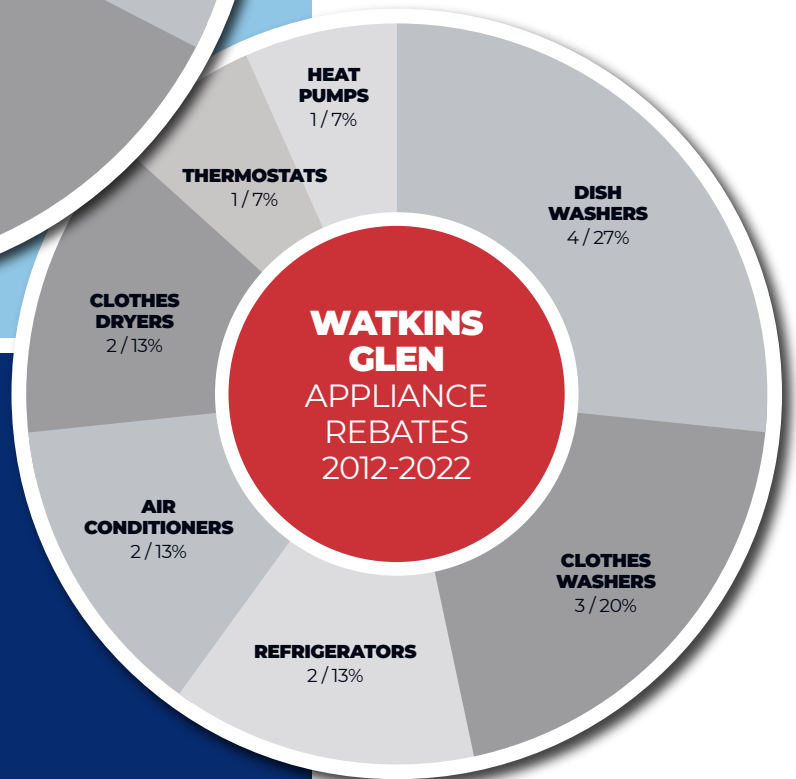 HEAT
PUMPS
1 / 7%
THERMOSTATS
1 / 7%
DISH
WASHERS
4 / 27%
CLOTHES
DRYERS
2 / 13%
WATKINS
GLEN
APPLIANCE
REBATES
2012-2022
AIR
CONDITIONERS
2 / 13%
CLOTHES
WASHERS
3 / 20%
REFRIGERATORS
2 / 13%